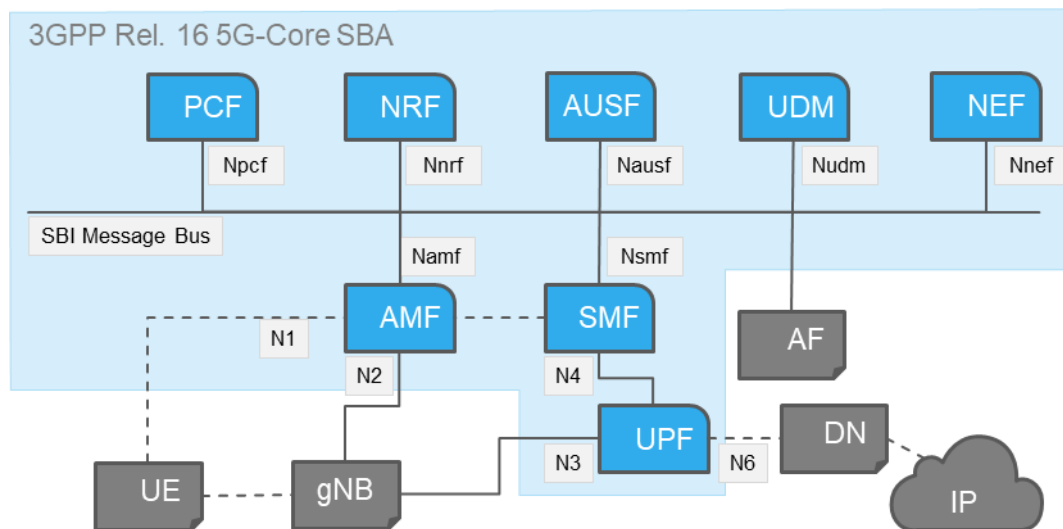 3GPP Rel. 16 5G-Core SBA
PCF
NRF
AUSF
UDM
NEF
Npcf
Nnrf
Nausf
Nudm
Nnef
SBI Message Bus
Namf
Nsmf
AMF
SMF
AF
N1
N2
N4
UPF
DN
N3
N6
UE
gNB
IP